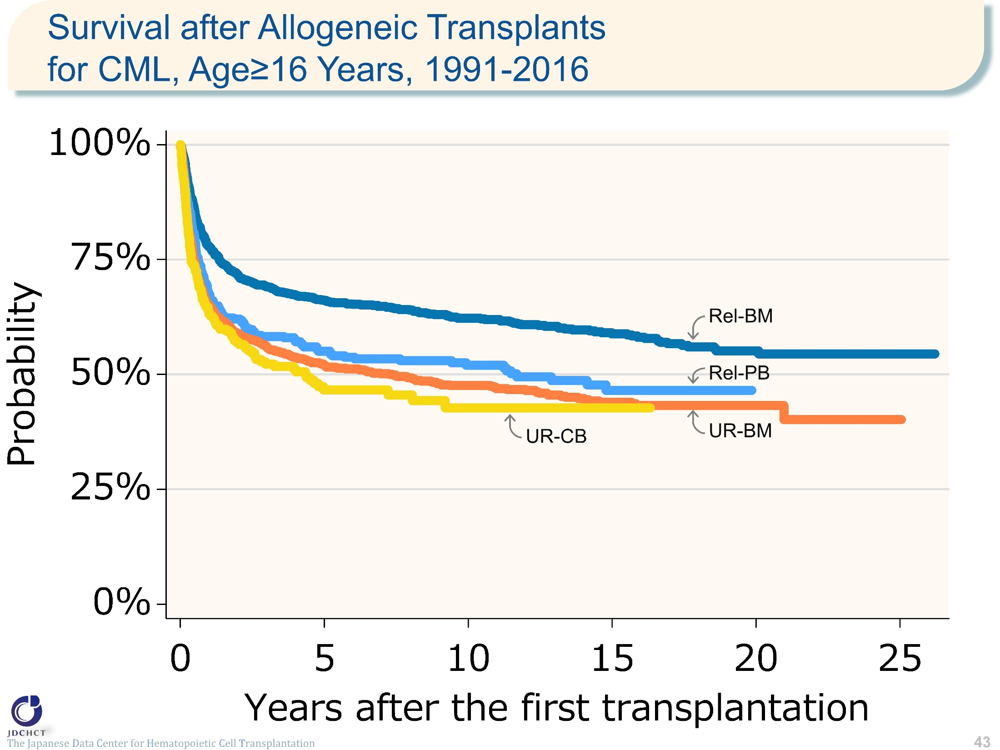 Survival after Allogeneic Transplants
for CML, Age≥16 Years, 1991-2016
100%
75%
50%
25%
0%
Probability
Rel-BM
Rel-PB
UR-CB
UR-BM
0 5 10 15 20 25
Years after the first transplantation
JDCHCT
The Japanese Data Center for Hematopoietic Cell Transplantation
43